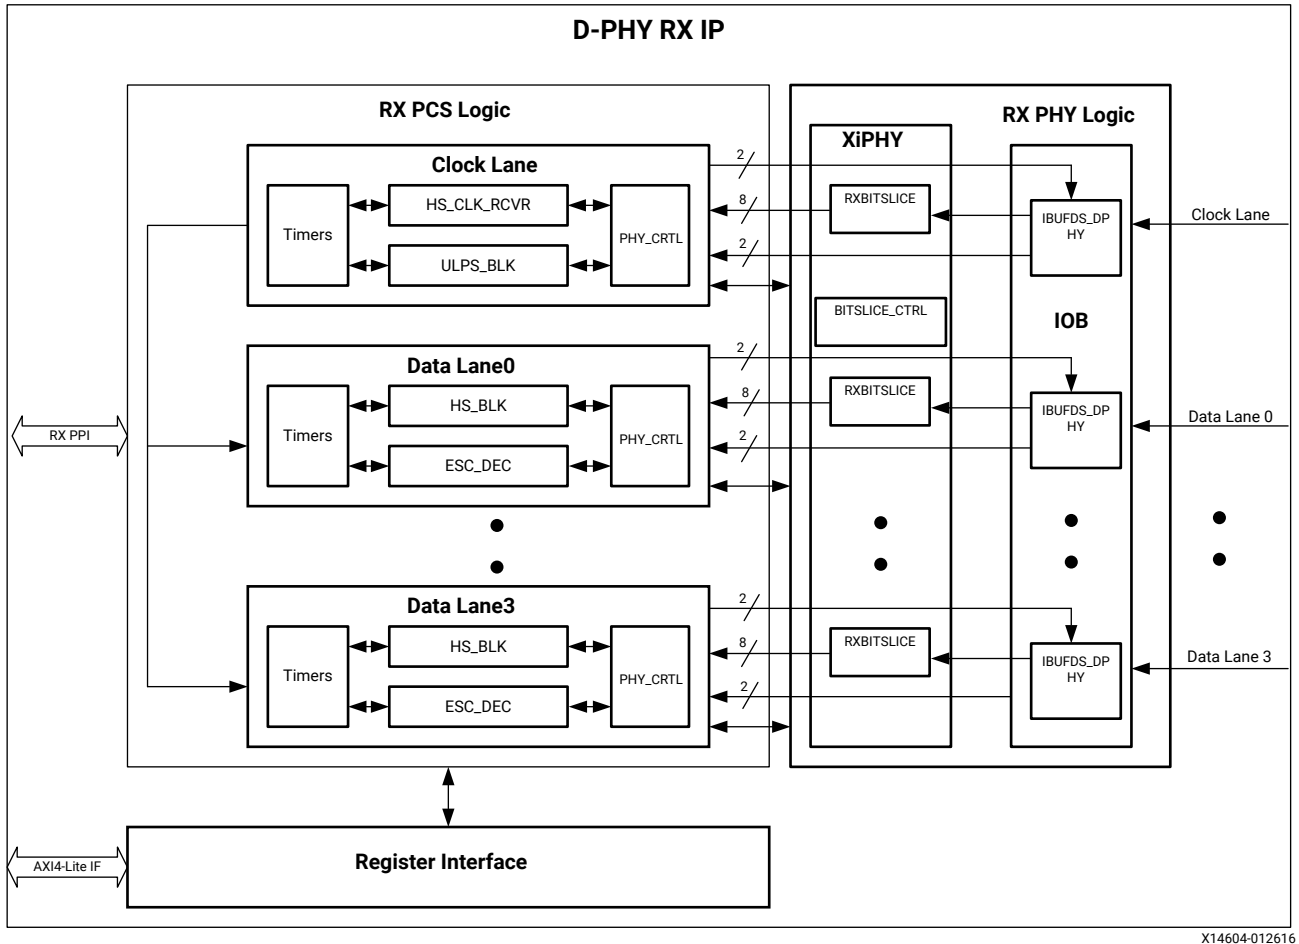 D-PHY RX IP
RX PCS Logic
RX PHY Logic
XiPHY
Clock Lane
Timers
HS_CLK_RCVR
ULPS_BLK
PHY_CRTL
2
8
2
RXBITSLICE
IBUFDS_DP
HY
Clock Lane
BITSLICE_CTRL
IOB
Data Lane0
Timers
HS_BLK
ESC_DEC
PHY_CRTL
2
8
2
RXBITSLICE
IBUFDS_DP
HY
Data Lane 0
RX PPI
Data Lane3
Timers
HS_BLK
ESC_DEC
PHY_CRTL
2
8
2
RXBITSLICE
IBUFDS_DP
HY
Data Lane 3
AXI4-Lite IF
Register Interface
X14604-012616